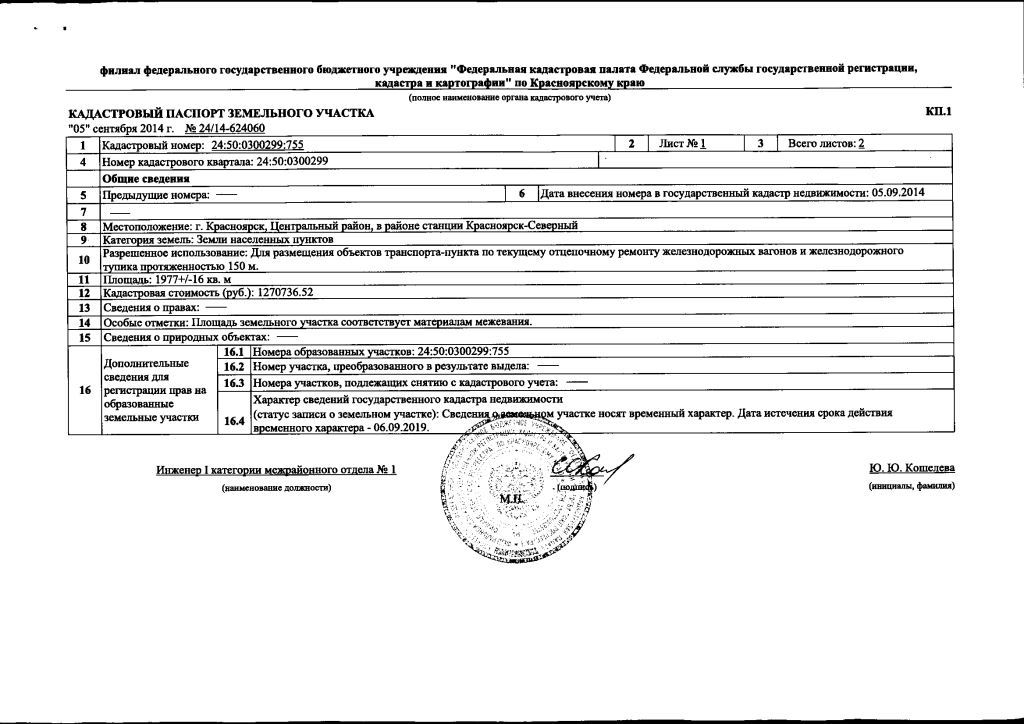 филиал федерального государственного бюджетного учреждения "Федеральная кадастровая палата Федеральной службы государственной регистрации,
кадастра и картографии" по Красноярскому краю
(полное наименование органа кадастрового учета)
КАДАСТРОВЫЙ ПАСПОРТ ЗЕМЕЛЬНОГО УЧАСТКА КП.1
"05" сентября 2014 г. № 24/14-624060
1 Кадастровый номер: 24:50:0300299:755 2 Лист № 1 3 Всего листов: 2
4 Номер кадастрового квартала: 24:50:0300299
Общие сведения
5 Предыдущие номера: —— 6 Дата внесения номера в государственный кадастр недвижимости: 05.09.2014
7 ——
8 Местоположение: г. Красноярск, Центральный район, в районе станции Красноярск-Северный
9 Категория земель: Земли населенных пунктов
10 Разрешенное использование: Для размещения объектов транспорта-пункта по текущему отцепочному ремонту железнодорожных вагонов и железнодорожного
тупика протяженностью 150 м.
11 Площадь: 1977+/-16 кв. м
12 Кадастровая стоимость (руб.): 1270736.52
13 Сведения о правах: ——
14 Особые отметки: Площадь земельного участка соответствует материалам межевания.
15 Сведения о природных объектах: ——
16 Дополнительные
сведения для
регистрации прав на
образованные
земельные участки
16.1 Номера образованных участков: 24:50:0300299:755
16.2 Номер участка, преобразованного в результате выдела: ——
16.3 Номера участков, подлежащих снятию с кадастрового учета: ——
16.4 Характер сведений государственного кадастра недвижимости
(статус записи о земельном участке): Сведения о земельном участке носят временный характер. Дата истечения срока действия
временного характера - 06.09.2019.
Инженер I категории межрайонного отдела № 1 Ю. Ю. Кошелева
(наименование должности) (подпись) (инициалы, фамилия)
М.П.